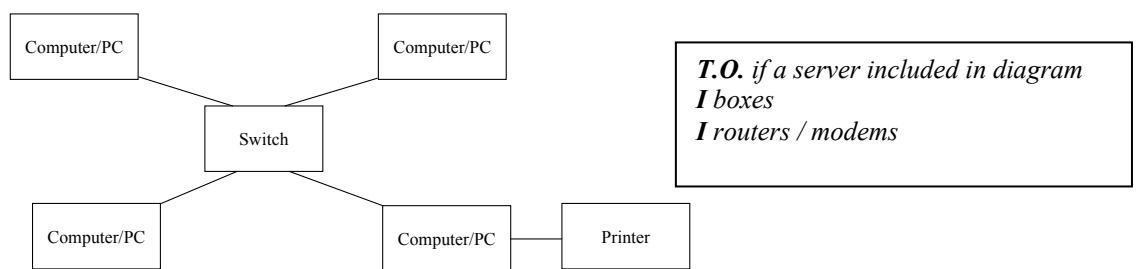 Computer/PC
Computer/PC
T.O. if a server included in diagram
I boxes
I routers / modems
Switch
Computer/PC
Computer/PC
Printer